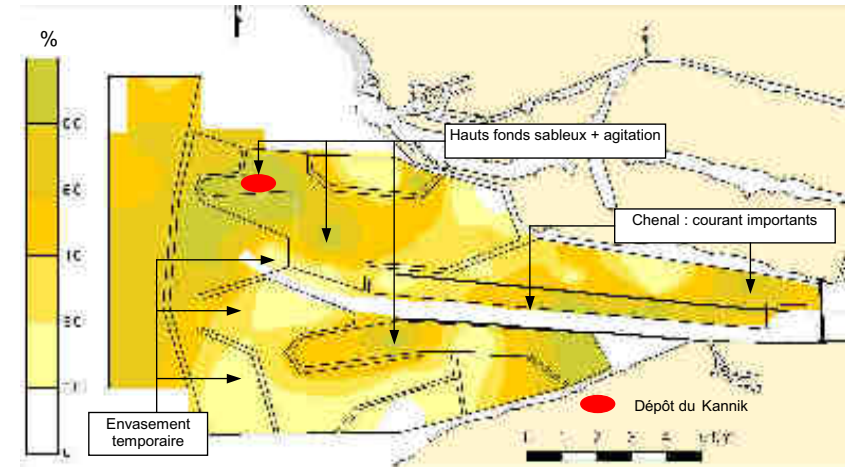 %
Hauts fonds sableux + agitation
Chenal : courant importants
Dépôt du Kannik
Envasement
temporaire